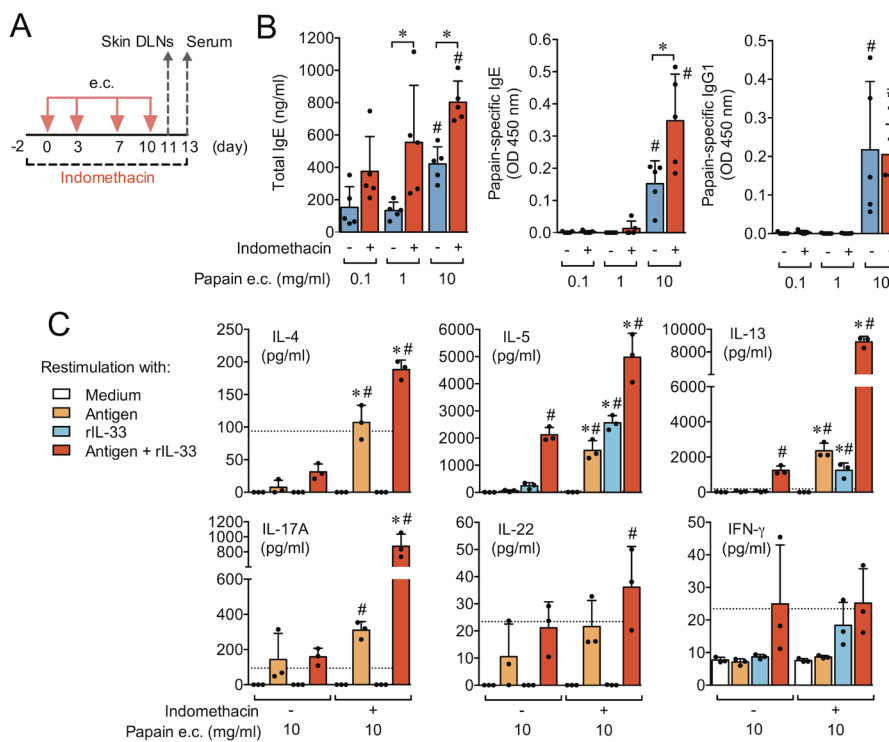 A
Skin DLNs
Serum
e.c.
-2 0 3 7 10 11 13 (day)
Indomethacin
B
Total IgE (ng/ml)
1200
1000
800
600
400
200
0
* *
# #
Indomethacin - + - + - +
Papain e.c. (mg/ml) 0.1 1 10
Papain-specific IgE
(OD 450 nm)
0.6
0.5
0.4
0.3
0.2
0.1
0.0
*
# #
- + - + - +
0.1 1 10
Papain-specific IgG1
(OD 450 nm)
0.5
0.4
0.3
0.2
0.1
0.0
#
- + - + -
0.1 1 10
C
Restimulation with:
Medium
Antigen
rIL-33
Antigen + rIL-33
IL-4
(pg/ml)
250
200
150
100
50
0
*# *#
IL-5
(pg/ml)
6000
5000
4000
3000
2000
1000
0
# *# *# *#
IL-13
(pg/ml)
10000
8000
4000
2000
0
# *# *# *#
IL-17A
(pg/ml)
1200
1000
800
600
400
200
0
# *#
IL-22
(pg/ml)
60
50
40
30
20
10
0
#
IFN-γ
(pg/ml)
60
50
40
30
20
10
0
Indomethacin - + - + - +
Papain e.c. (mg/ml) 10 10 10 10 10 10